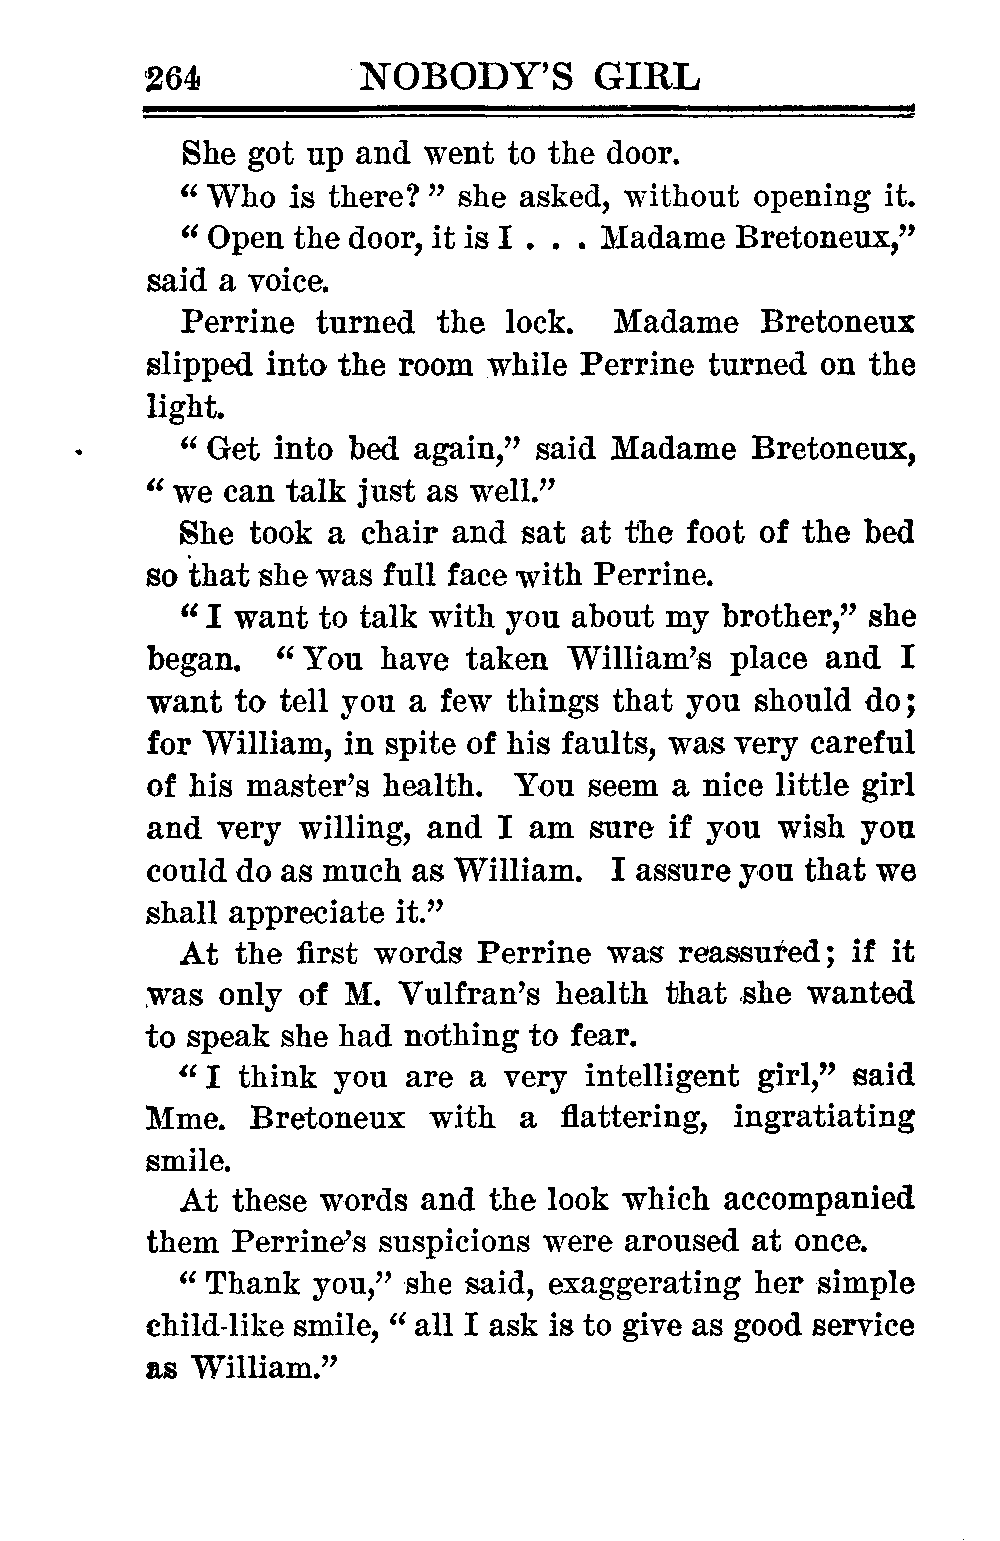 264 NOBODY'S GIRL
She got up and went to the door.
“ Who is there? ” she asked, without opening it.
“ Open the door, it is I . . . Madame Bretoneux,”
said a voice.
Perrine turned the lock. Madame Bretoneux
slipped into the room while Perrine turned on the
light.
“ Get into bed again,” said Madame Bretoneux,
“ we can talk just as well.”
She took a chair and sat at the foot of the bed
so that she was full face with Perrine.
“ I want to talk with you about my brother,” she
began. “ You have taken William's place and I
want to tell you a few things that you should do;
for William, in spite of his faults, was very careful
of his master's health. You seem a nice little girl
and very willing, and I am sure if you wish you
could do as much as William. I assure you that we
shall appreciate it.”
At the first words Perrine was reassured; if it
was only of M. Vulfran's health that she wanted
to speak she had nothing to fear.
“ I think you are a very intelligent girl,” said
Mme. Bretoneux with a flattering, ingratiating
smile.
At these words and the look which accompanied
them Perrine's suspicions were aroused at once.
“ Thank you,” she said, exaggerating her simple
child-like smile, “ all I ask is to give as good service
as William.”